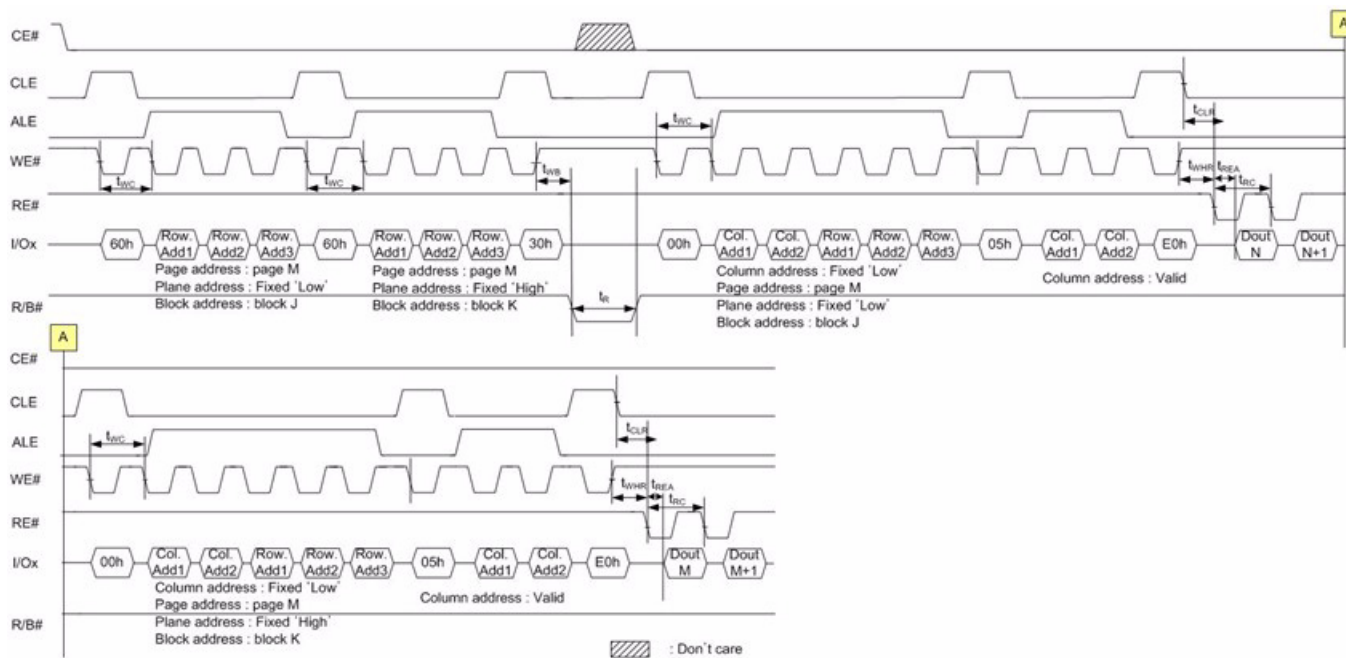 A
CE#
CLE
tCLR
ALE
tWC
WE#
tWC tWC tWB tWHR tREA
tRC
RE#
I/Ox 60h Row. Add1 Row. Add2 Row. Add3 60h Row. Add1 Row. Add2 Row. Add3 30h 00h Col. Add1 Col. Add2 Row. Add1 Row. Add2 Row. Add3 05h Col. Add1 Col. Add2 E0h Dout N Dout N+1
Page address : page M
Plane address : Fixed `Low'
Block address : block J
Page address : page M
Plane address : Fixed `High'
Block address : block K
Column address : Fixed `Low'
Page address : page M
Plane address : Fixed `Low'
Block address : block J
Column address : Valid
R/B# tR
A
CE#
CLE
tCLR
ALE
tWC
WE#
tWHR tREA
tRC
RE#
I/Ox 00h Col. Add1 Col. Add2 Row. Add1 Row. Add2 Row. Add3 05h Col. Add1 Col. Add2 E0h Dout M Dout M+1
Column address : Fixed `Low'
Page address : page M
Plane address : Fixed `High'
Block address : block K
Column address : Valid
R/B#
: Don`t care